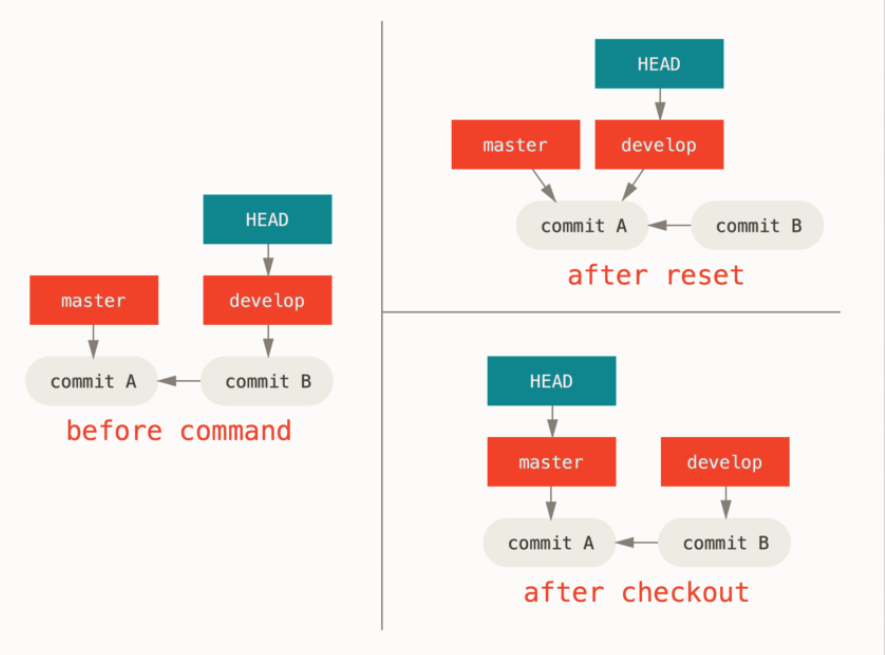 HEAD
master
develop
commit A
commit B
before command
HEAD
master
develop
commit A
commit B
after reset
HEAD
master
develop
commit A
commit B
after checkout